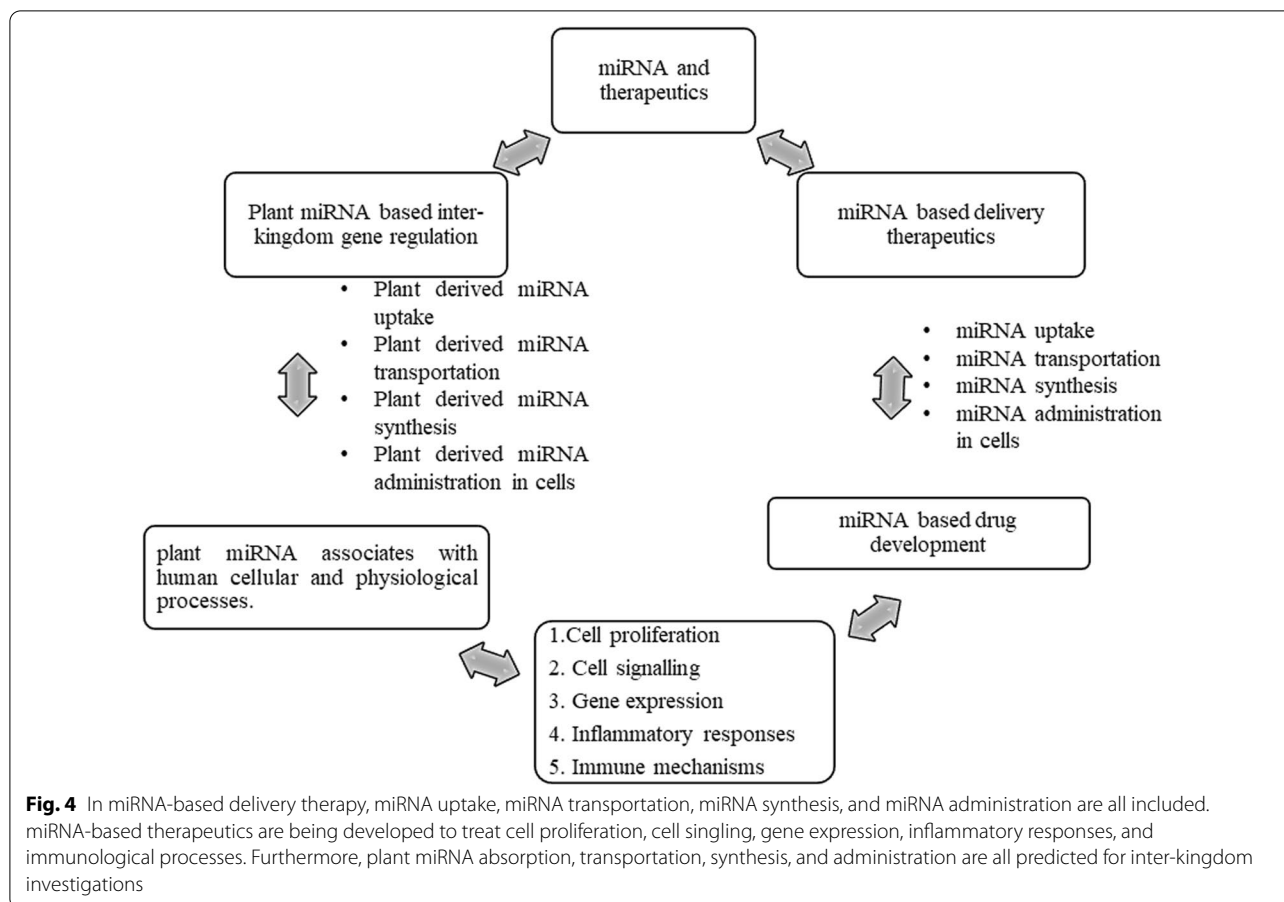 miRNA and
therapeutics
Plant miRNA based inter-
kingdom gene regulation
miRNA based delivery
therapeutics
• Plant derived miRNA
uptake
• Plant derived miRNA
transportation
• Plant derived miRNA
synthesis
• Plant derived miRNA
administration in cells
• miRNA uptake
• miRNA transportation
• miRNA synthesis
• miRNA administration
in cells
plant miRNA associates with
human cellular and physiological
processes.
miRNA based drug
development
1.Cell proliferation
2. Cell signalling
3. Gene expression
4. Inflammatory responses
5. Immune mechanisms
Fig. 4 In miRNA-based delivery therapy, miRNA uptake, miRNA transportation, miRNA synthesis, and miRNA administration are all included.
miRNA-based therapeutics are being developed to treat cell proliferation, cell singling, gene expression, inflammatory responses, and
immunological processes. Furthermore, plant miRNA absorption, transportation, synthesis, and administration are all predicted for inter-kingdom
investigations